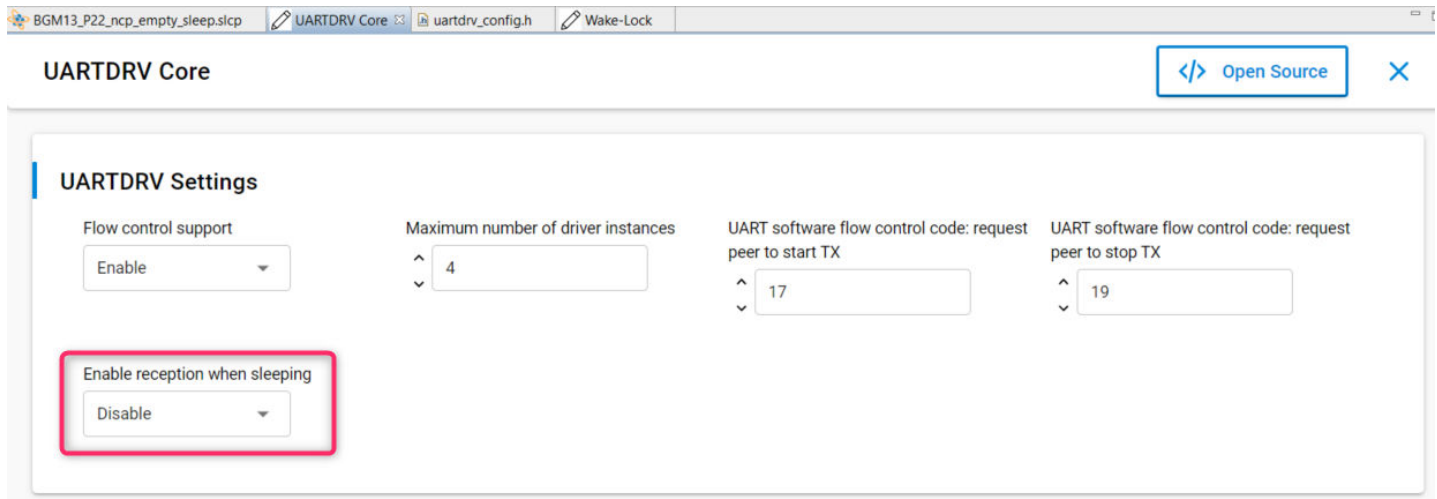 BGM13_P22_ncp_empty_sleep.slcp UARTDRV Core uartdrv_config.h Wake-Lock
UARTDRV Core </> Open Source
UARTDRV Settings
Flow control support
Enable
Maximum number of driver instances
4
UART software flow control code: request
peer to start TX
17
UART software flow control code: request
peer to stop TX
19
Enable reception when sleeping
Disable